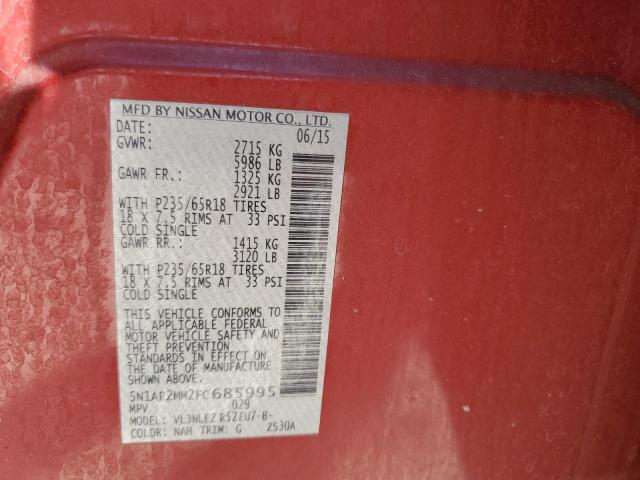 MFD BY NISSAN MOTOR CO., LTD.
DATE: 06/15
GVWR: 2715 KG
5986 LB
GAWR FR.: 1325 KG
2921 LB
WITH P235/65R18 TIRES
18 X 7.5 RIMS AT 33 PSI
COLD SINGLE
GAWR RR.: 1415 KG
3120 LB
WITH P235/65R18 TIRES
18 X 7.5 RIMS AT 33 PSI
COLD SINGLE
THIS VEHICLE CONFORMS TO
ALL APPLICABLE FEDERAL
MOTOR VEHICLE SAFETY AND
THEFT PREVENTION
STANDARDS IN EFFECT ON
THE DATE OF MANUFACTURE
SHOWN ABOVE.
5N1AR2MM2FC685995
MPV 029
MODEL: VL3NLEZ R52EU7-B-
COLOR: NAH TRIM: G 2530A